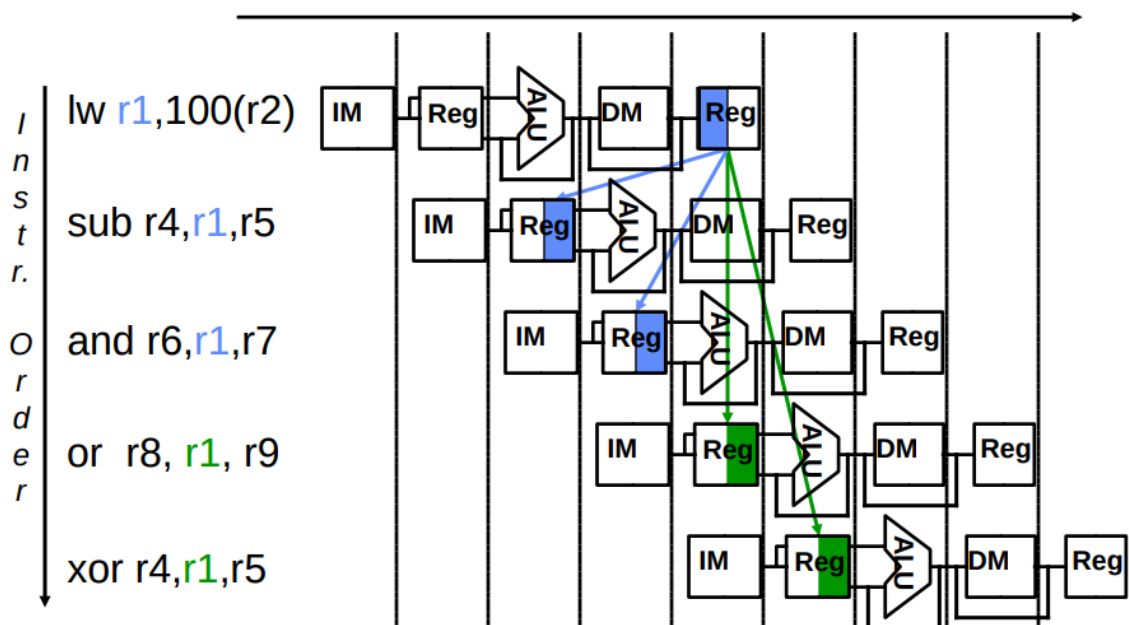 Instr. Order
lw r1,100(r2)
IM Reg ALU DM Reg
sub r4,r1,r5
IM Reg ALU DM Reg
and r6,r1,r7
IM Reg ALU DM Reg
or r8, r1, r9
IM Reg ALU DM Reg
xor r4,r1,r5
IM Reg ALU DM Reg